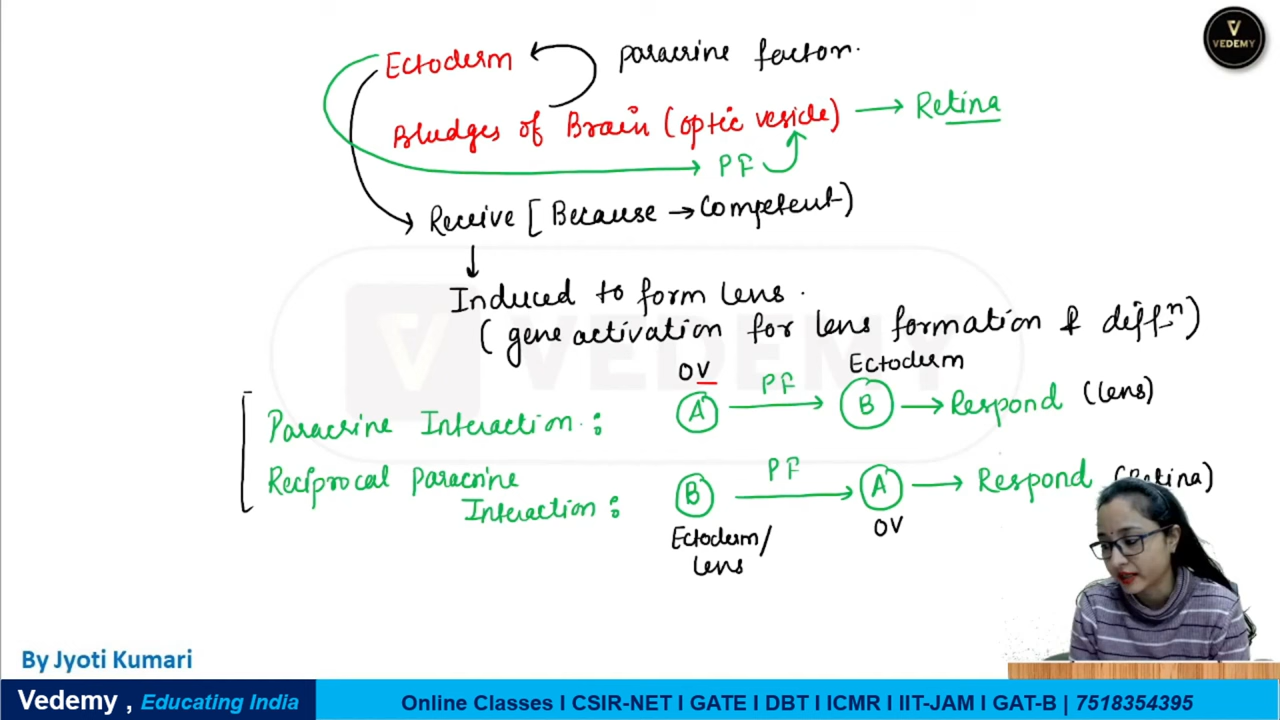 VEDEMY
Ectoderm paracrine factor.
Bludges of Brain (optic vesicle) → Retina
PF
Receive [Because → Competent)
Induced to form lens.
(gene activation for lens formation & diffn)
VEDEMY
OV Ectoderm
Paracrine Interaction : A PF → B → Respond (lens)
Reciprocal Paracrine
Interaction : B PF → A → Respond (Retina)
Ectoderm/
lens
OV
By Jyoti Kumari
Vedemy , Educating India Online Classes I CSIR-NET I GATE I DBT I ICMR I IIT-JAM I GAT-B | 7518354395